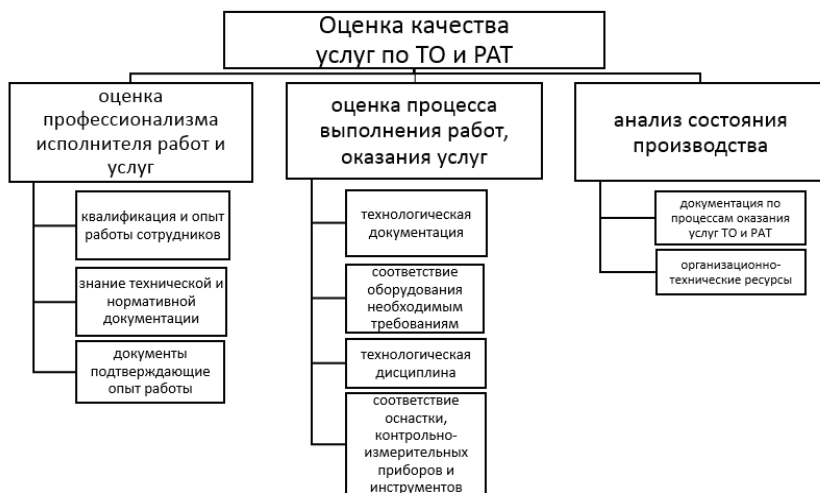 Оценка качества
услуг по ТО и РАТ
оценка
профессионализма
исполнителя работ и
услуг
квалификация и опыт
работы сотрудников
знание технической и
нормативной
документации
документы
подтверждающие
опыт работы
оценка процесса
выполнения работ,
оказания услуг
технологическая
документация
соответствие
оборудования
необходимым
требованиям
технологическая
дисциплина
соответствие
оснастки,
контрольно-
измерительных
приборов и
инструментов
анализ состояния
производства
документация по
процессам оказания
услуг ТО и РАТ
организационно-
технические ресурсы